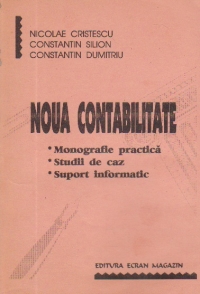 NICOLAE CRISTESCU
CONSTANTIN SILION
CONSTANTIN DUMITRIU
NOUA CONTABILITATE
* Monografie practică
* Studii de caz
* Suport informatic
EDITURA ECRAN MAGAZIN